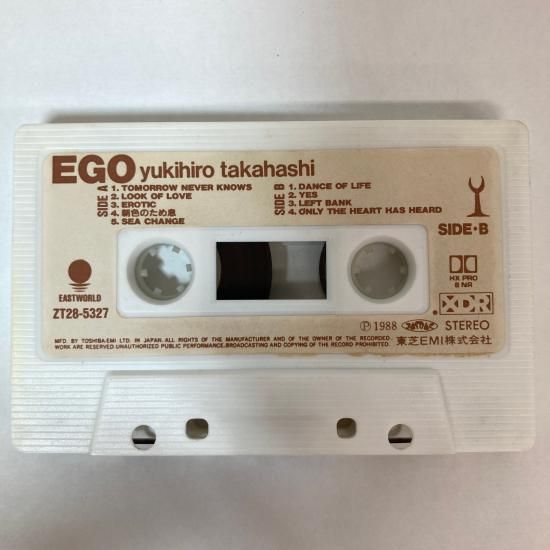 EGO yukihiro takahashi
SIDE A
1. TOMORROW NEVER KNOWS
2. LOOK OF LOVE
3. EROTIC
4. 朝色のため息
5. SEA CHANGE
SIDE B
1. DANCE OF LIFE
2. YES
3. LEFT BANK
4. ONLY THE HEART HAS HEARD
SIDE•B
EASTWORLD
ZT28-5327
HX PRO
B NR
XDR
Ⓟ 1988
STEREO
MFD. BY TOSHIBA-EMI LTD. IN JAPAN. ALL RIGHTS OF THE MANUFACTURER AND OF THE OWNER OF THE RECORDED
WORK ARE RESERVED. UNAUTHORIZED PUBLIC PERFORMANCE, BROADCASTING AND COPYING OF THE RECORD PROHIBITED.
東芝EMI株式会社